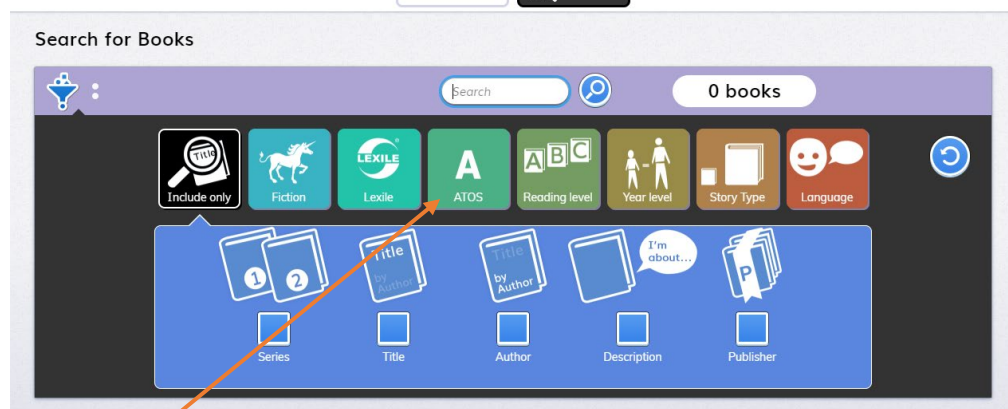 Search for Books
:
Search
0 books
Title
LEXILE
A
ABC
Include only
Fiction
Lexile
ATOS
Reading level
Year level
Story Type
Language
1 2
Title
by
Author
Title
by
Author
I'm
about...
P
Series
Title
Author
Description
Publisher